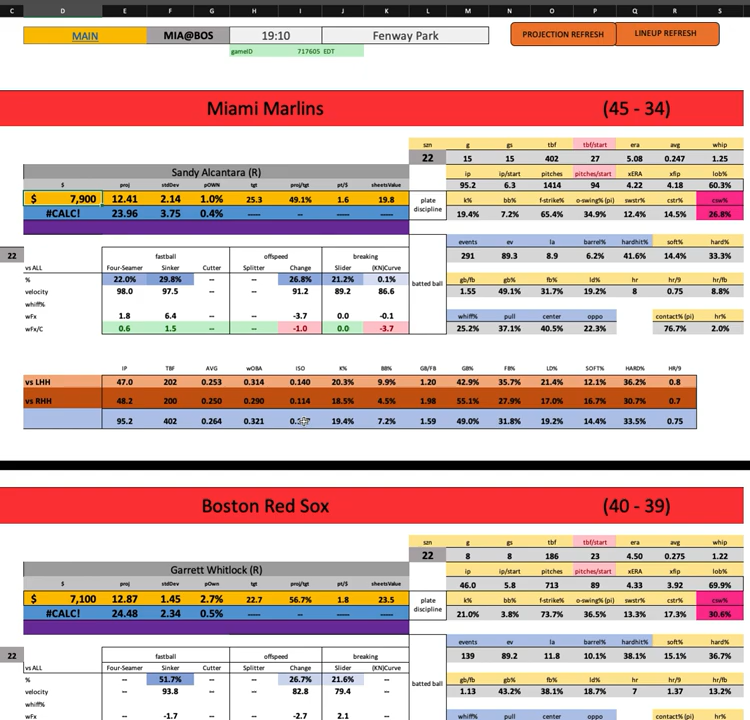 C D E F G H I J K L M N O P Q R S
MAIN MIA@BOS 19:10 Fenway Park PROJECTION REFRESH LINEUP REFRESH
gameID 717605 EDT
Miami Marlins (45 - 34)
szn g gs tbf tbf/start era avg whip
22 15 15 402 27 5.08 0.247 1.25
Sandy Alcantara (R) ip ip/start pitches pitches/start xERA xfip lob%
$ proj stdDev pOWN tgt proj/tgt pt/$ sheetsValue 95.2 6.3 1414 94 4.22 4.18 60.3%
$ 7,900 12.41 2.14 1.0% 25.3 49.1% 1.6 19.8 plate discipline k% bb% f-strike% o-swing% (pi) swstr% cstr% csw%
#CALC! 23.96 3.75 0.4% ---- -- ---- -- 19.4% 7.2% 65.4% 34.9% 12.4% 14.5% 26.8%
events ev la barrel% hardhit% soft% hard%
22 fastball offspeed breaking 291 89.3 8.9 6.2% 41.6% 14.4% 33.3%
vs ALL Four-Seamer Sinker Cutter Splitter Change Slider (KN)Curve
% 22.0% 29.8% -- -- 26.8% 21.2% 0.1% batted ball gb/fb gb% fb% ld% hr hr/9 hr/fb
velocity 98.0 97.5 -- -- 91.2 89.2 86.6 1.55 49.1% 31.7% 19.2% 8 0.75 8.8%
whiff%
wFx 1.8 6.4 -- -- -3.7 0.0 -0.1 whiff% pull center oppo contact% (pi) hr%
wFx/C 0.6 1.5 -- -- -1.0 0.0 -3.7 25.2% 37.1% 40.5% 22.3% 76.7% 2.0%
IP TBF AVG wOBA ISO K% BB% GB/FB GB% FB% LD% SOFT% HARD% HR/9
vs LHH 47.0 202 0.253 0.314 0.140 20.3% 9.9% 1.20 42.9% 35.7% 21.4% 12.1% 36.2% 0.8
vs RHH 48.2 200 0.250 0.290 0.114 18.5% 4.5% 1.98 55.1% 27.9% 17.0% 16.7% 30.7% 0.7
95.2 402 0.264 0.321 19.4% 7.2% 1.59 49.0% 31.8% 19.2% 14.4% 33.5% 0.75
Boston Red Sox (40 - 39)
szn g gs tbf tbf/start era avg whip
22 8 8 186 23 4.50 0.275 1.22
Garrett Whitlock (R) ip ip/start pitches pitches/start xERA xfip lob%
$ proj stdDev pOwn tgt proj/tgt pt/$ sheetsValue 46.0 5.8 713 89 4.33 3.92 69.9%
$ 7,100 12.87 1.45 2.7% 22.7 56.7% 1.8 23.5 plate discipline k% bb% f-strike% o-swing% (pi) swstr% cstr% csw%
#CALC! 24.48 2.34 0.5% ---- -- ---- -- 21.0% 3.8% 73.7% 36.5% 13.3% 17.3% 30.6%
events ev la barrel% hardhit% soft% hard%
22 fastball offspeed breaking 139 89.2 11.8 10.1% 38.1% 15.1% 36.7%
vs ALL Four-Seamer Sinker Cutter Splitter Change Slider (KN)Curve
% -- 51.7% -- -- 26.7% 21.6% -- batted ball gb/fb gb% fb% ld% hr hr/9 hr/fb
velocity -- 93.8 -- -- 82.8 79.4 -- 1.13 43.2% 38.1% 18.7% 7 1.37 13.2%
whiff%
wFx -- -1.7 -- -- -2.7 2.1 -- whiff% pull center oppo contact% (pi) hr%